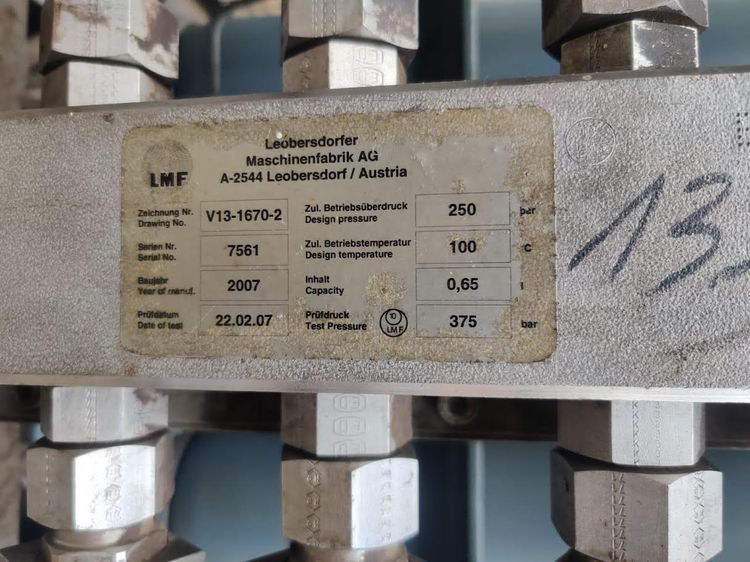 Leobersdorfer
Maschinenfabrik AG
A-2544 Leobersdorf / Austria
LMF
Zeichnung Nr. V13-1670-2 Zul. Betriebsüberdruck 250 bar
Drawing No. Design pressure
Serien Nr. 7561 Zul. Betriebstemperatur 100 °C
Serial No. Design temperature
Baujahr 2007 Inhalt 0,65 l
Year of manuf. Capacity
Prüfdatum 22.02.07 Prüfdruck 10 LMF 375 bar
Date of test Test Pressure
13